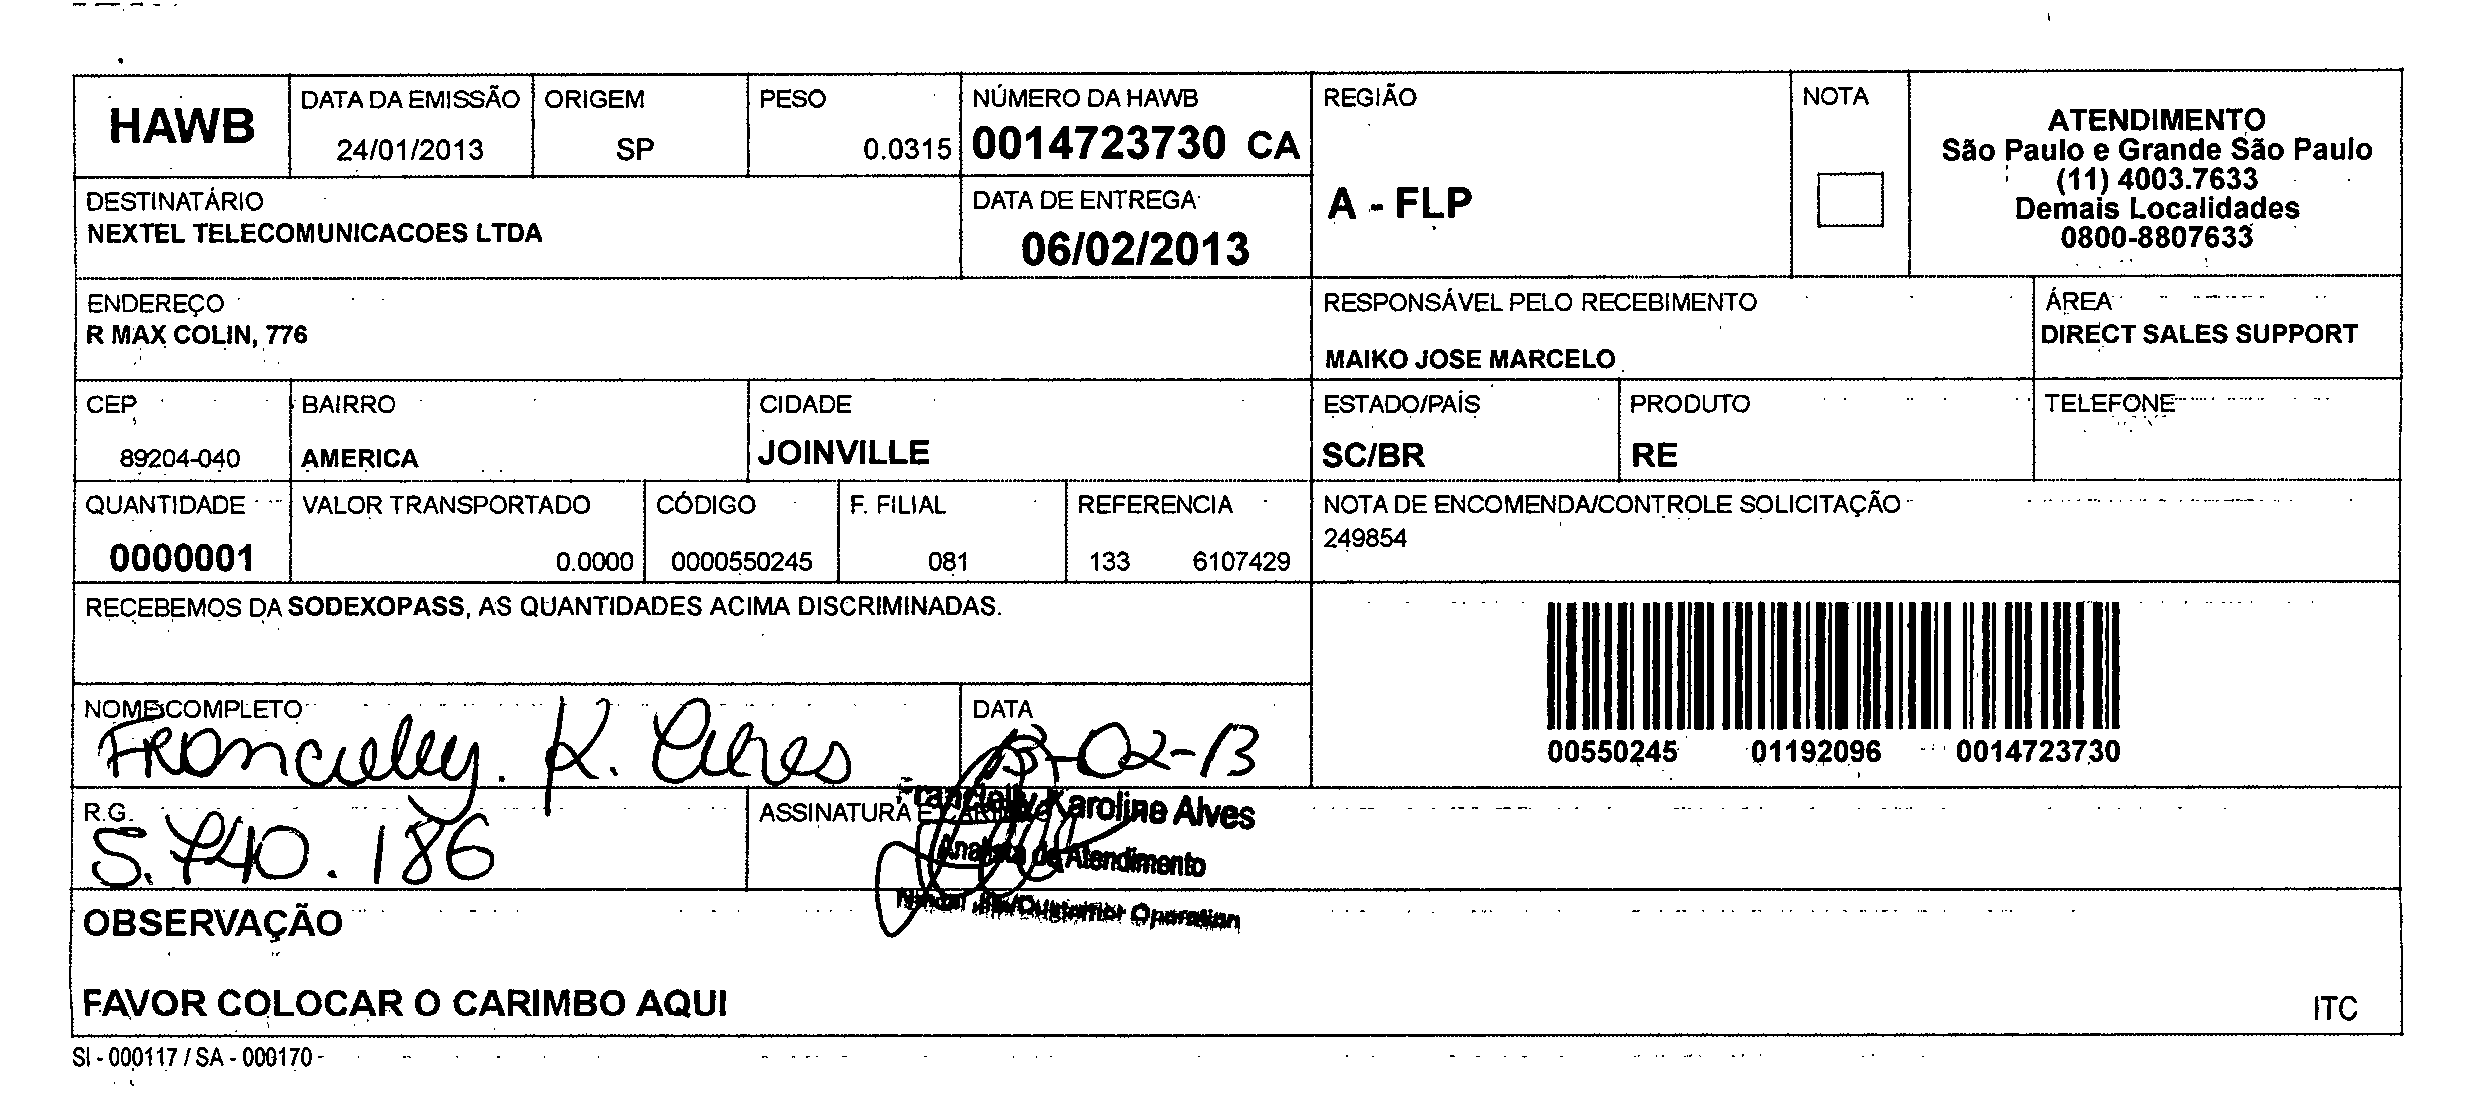 HAWB
DATA DA EMISSÃO
24/01/2013
ORIGEM
SP
PESO
0.0315
NÚMERO DA HAWB
0014723730 CA
REGIÃO
A - FLP
NOTA
ATENDIMENTO
São Paulo e Grande São Paulo
(11) 4003.7633
Demais Localidades
0800-8807633
DESTINATÁRIO
NEXTEL TELECOMUNICACOES LTDA
DATA DE ENTREGA
06/02/2013
ENDEREÇO
R MAX COLIN, 776
RESPONSÁVEL PELO RECEBIMENTO
MAIKO JOSE MARCELO
ÁREA
DIRECT SALES SUPPORT
CEP
89204-040
BAIRRO
AMERICA
CIDADE
JOINVILLE
ESTADO/PAÍS
SC/BR
PRODUTO
RE
TELEFONE
QUANTIDADE
0000001
VALOR TRANSPORTADO
0.0000
CÓDIGO
0000550245
F. FILIAL
081
REFERENCIA
133 6107429
NOTA DE ENCOMENDA/CONTROLE SOLICITAÇÃO
249854
RECEBEMOS DA SODEXOPASS, AS QUANTIDADES ACIMA DISCRIMINADAS.
00550245 01192096 0014723730
NOME COMPLETO
K. Alves
DATA
-02-13
R.G.
5.740.186
ASSINATURA E CARIMBO
Franciely Karoline Alves
Analista de Atendimento
Customer Operation
OBSERVAÇÃO
FAVOR COLOCAR O CARIMBO AQUI
ITC
SI - 000117 / SA - 000170